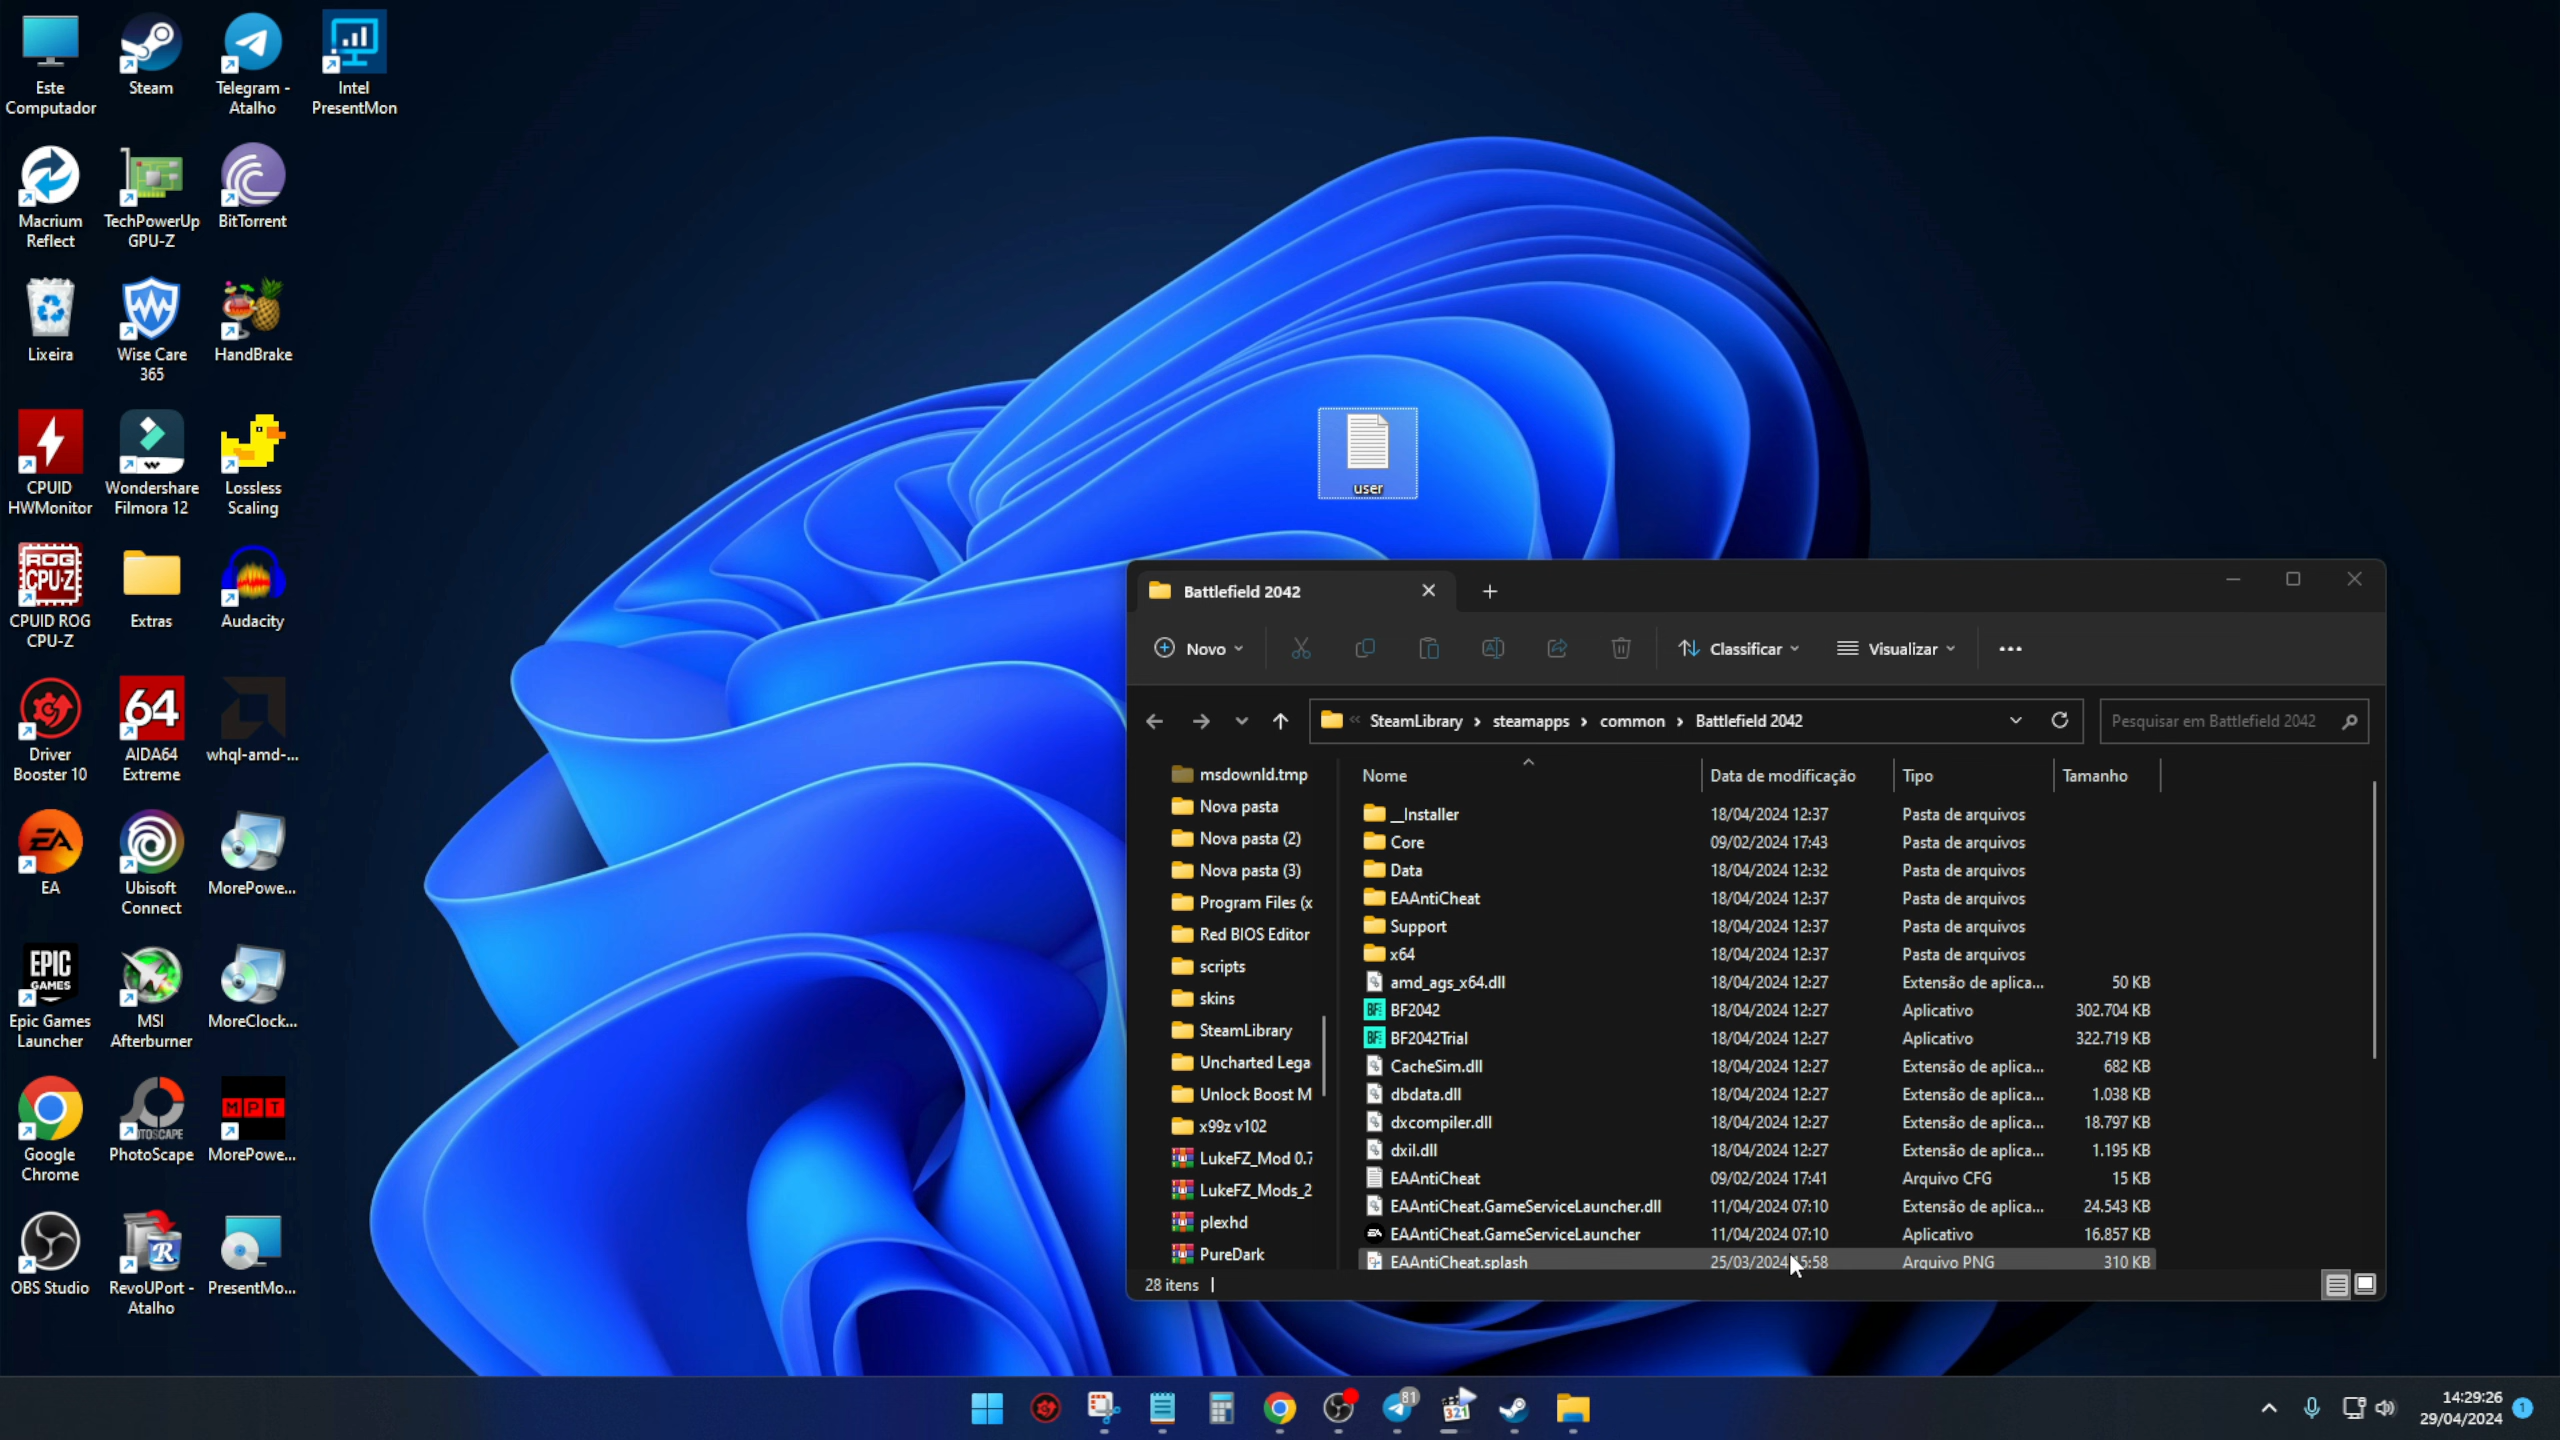 Este
Computador
Steam
Telegram -
Atalho
Intel
PresentMon
Macrium
Reflect
TechPowerUp
GPU-Z
BitTorrent
Lixeira
Wise Care
365
HandBrake
CPUID
HWMonitor
Wondershare
Filmora 12
Lossless
Scaling
ROG
CPU-Z
CPUID ROG
CPU-Z
Extras
Audacity
Driver
Booster 10
64
AIDA64
Extreme
whql-amd-...
EA
EA
Ubisoft
Connect
MorePowe...
EPIC
GAMES
Epic Games
Launcher
MSI
Afterburner
MoreClock...
Google
Chrome
PhotoScape
MPT
MorePowe...
OBS Studio
RevoUPort -
Atalho
PresentMo...
user
Battlefield 2042
Novo
Classificar
Visualizar
SteamLibrary > steamapps > common > Battlefield 2042
Pesquisar em Battlefield 2042
msdownld.tmp
Nova pasta
Nova pasta (2)
Nova pasta (3)
Program Files (x
Red BIOS Editor
scripts
skins
SteamLibrary
Uncharted Lega
Unlock Boost M
x99z v102
LukeFZ_Mod 0.7
LukeFZ_Mods_2
plexhd
PureDark
Nome Data de modificação Tipo Tamanho
__Installer 18/04/2024 12:37 Pasta de arquivos
Core 09/02/2024 17:43 Pasta de arquivos
Data 18/04/2024 12:32 Pasta de arquivos
EAAntiCheat 18/04/2024 12:37 Pasta de arquivos
Support 18/04/2024 12:37 Pasta de arquivos
x64 18/04/2024 12:37 Pasta de arquivos
amd_ags_x64.dll 18/04/2024 12:27 Extensão de aplica... 50 KB
BF2042 18/04/2024 12:27 Aplicativo 302.704 KB
BF2042Trial 18/04/2024 12:27 Aplicativo 322.719 KB
CacheSim.dll 18/04/2024 12:27 Extensão de aplica... 682 KB
dbdata.dll 18/04/2024 12:27 Extensão de aplica... 1.038 KB
dxcompiler.dll 18/04/2024 12:27 Extensão de aplica... 18.797 KB
dxil.dll 18/04/2024 12:27 Extensão de aplica... 1.195 KB
EAAntiCheat 09/02/2024 17:41 Arquivo CFG 15 KB
EAAntiCheat.GameServiceLauncher.dll 11/04/2024 07:10 Extensão de aplica... 24.543 KB
EAAntiCheat.GameServiceLauncher 11/04/2024 07:10 Aplicativo 16.857 KB
EAAntiCheat.splash 25/03/2024 Arquivo PNG 310 KB
28 itens
81
321
14:29:26
29/04/2024
1